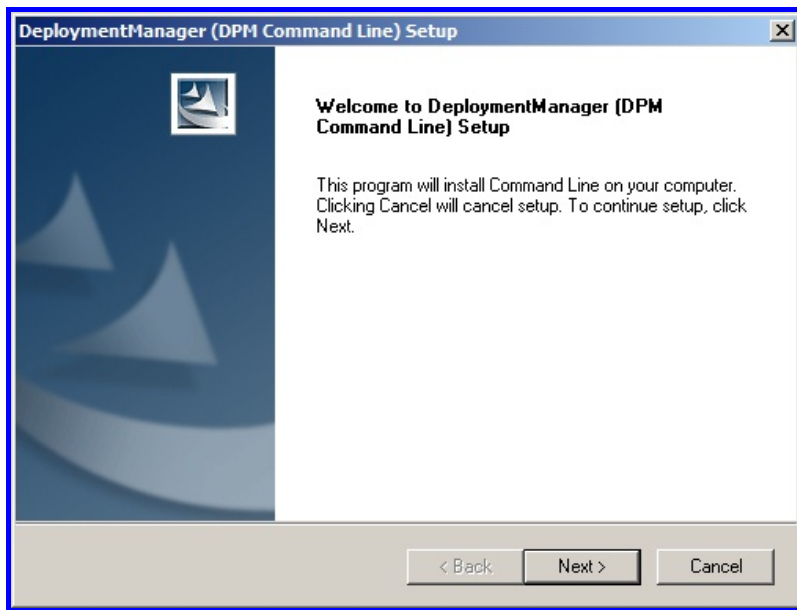 DeploymentManager (DPM Command Line) Setup
Welcome to DeploymentManager (DPM
Command Line) Setup
This program will install Command Line on your computer.
Clicking Cancel will cancel setup. To continue setup, click
Next.
< Back
Next >
Cancel